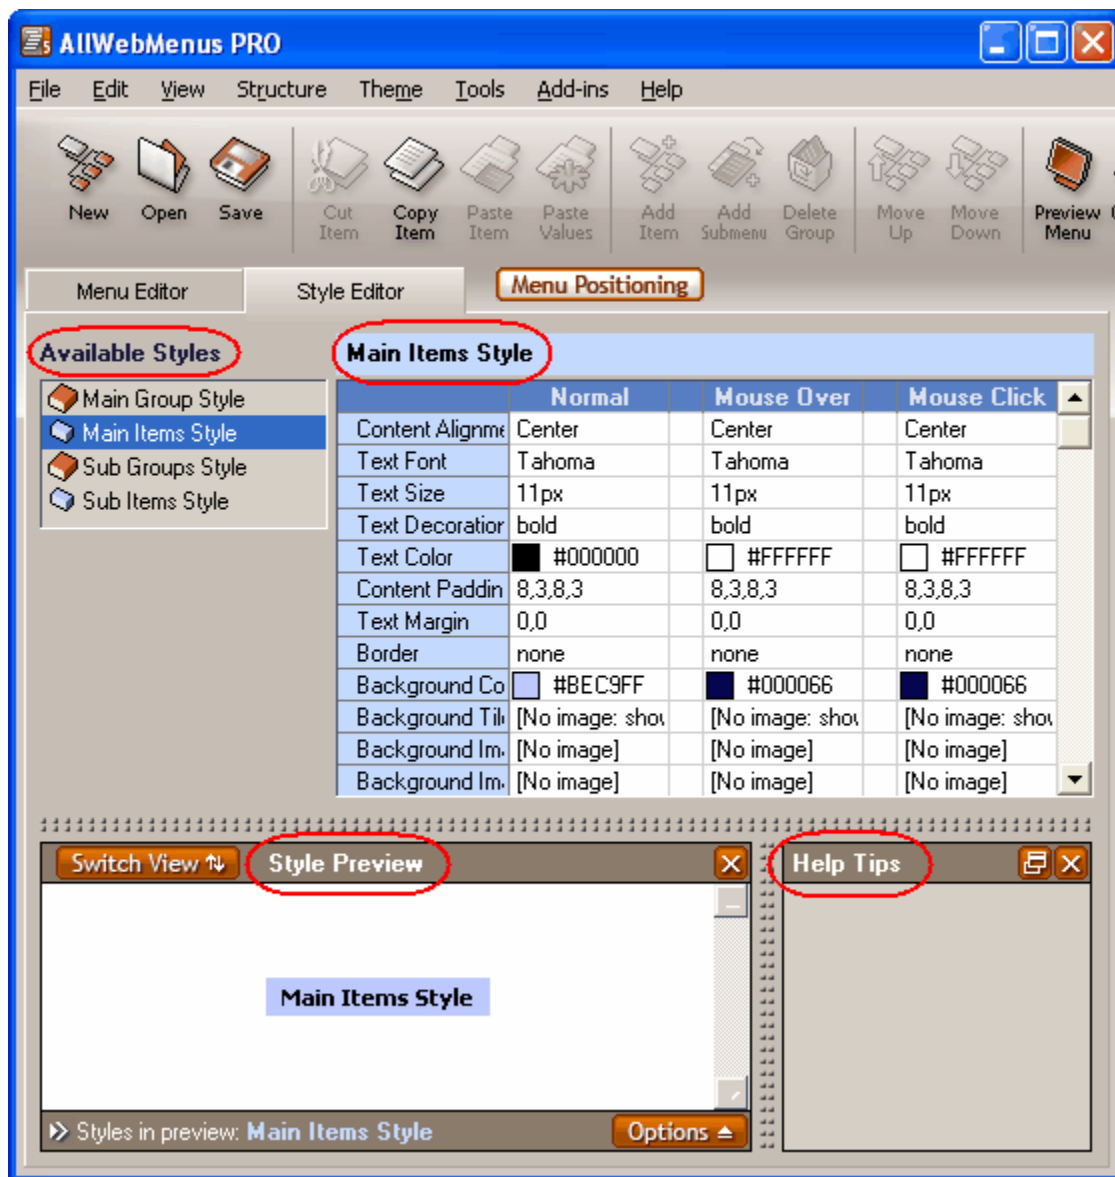 AllWebMenus PRO
File Edit View Structure Theme Tools Add-ins Help
New Open Save Cut Item Copy Item Paste Item Paste Values Add Item Add Submenu Delete Group Move Up Move Down Preview Menu
Menu Editor Style Editor Menu Positioning
Available Styles
Main Group Style
Main Items Style
Sub Groups Style
Sub Items Style
Main Items Style
Normal Mouse Over Mouse Click
Content Alignme Center Center Center
Text Font Tahoma Tahoma Tahoma
Text Size 11px 11px 11px
Text Decoration bold bold bold
Text Color #000000 #FFFFFF #FFFFFF
Content Paddin 8,3,8,3 8,3,8,3 8,3,8,3
Text Margin 0,0 0,0 0,0
Border none none none
Background Co #BEC9FF #000066 #000066
Background Til [No image: shov [No image: shov [No image: shov
Background Im [No image] [No image] [No image]
Background Im [No image] [No image] [No image]
Switch View Style Preview
Main Items Style
Styles in preview: Main Items Style Options
Help Tips